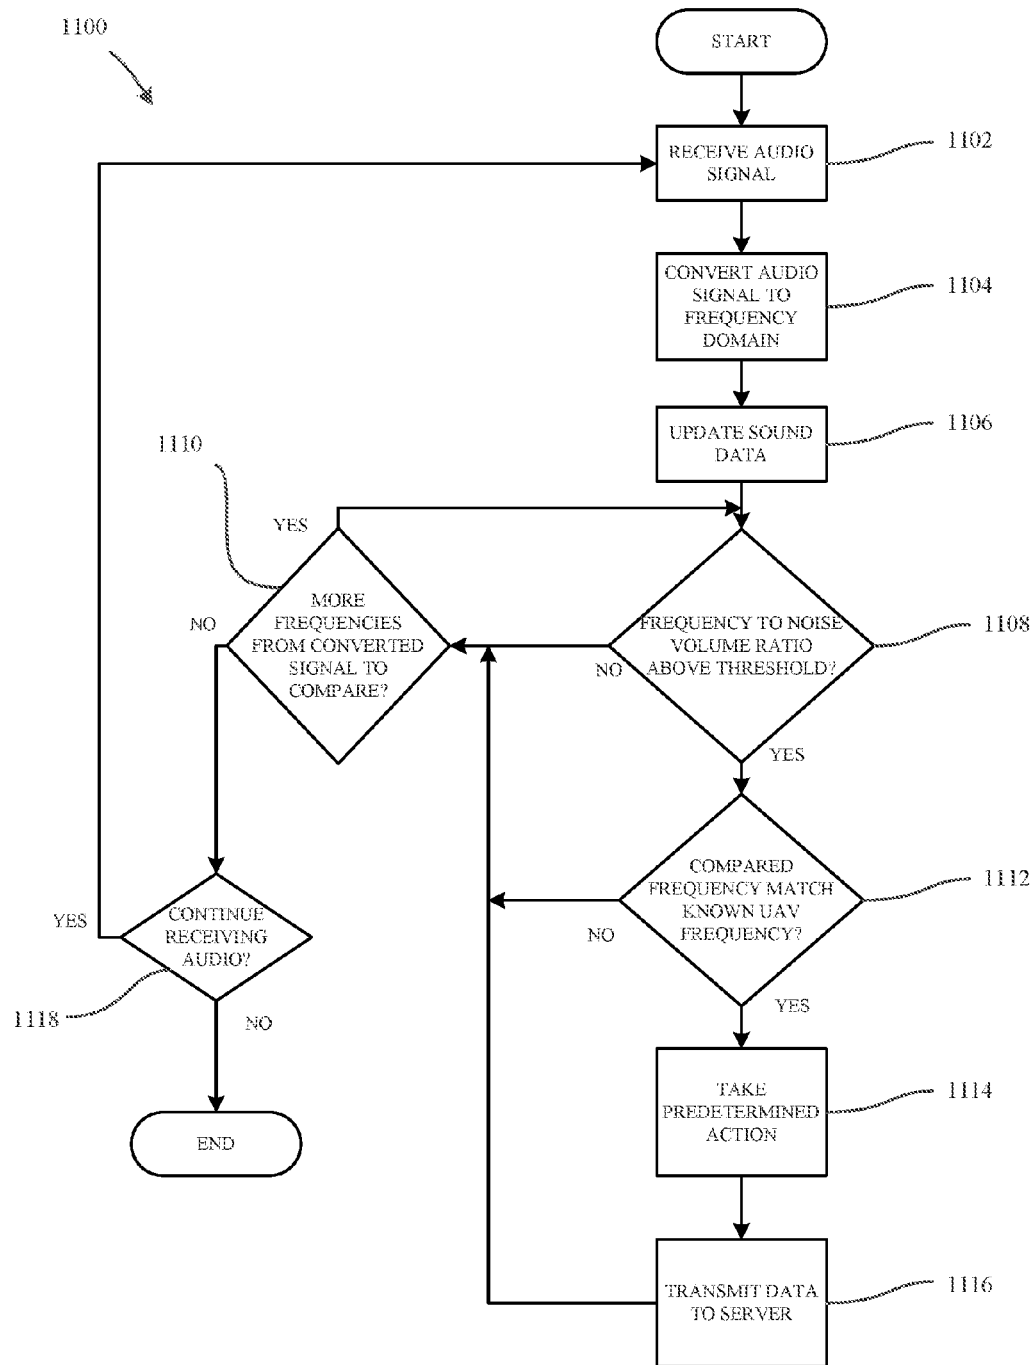 1100
START
RECEIVE AUDIO
SIGNAL
1102
CONVERT AUDIO
SIGNAL TO
FREQUENCY
DOMAIN
1104
UPDATE SOUND
DATA
1106
1110
YES
MORE
FREQUENCIES
FROM CONVERTED
SIGNAL TO
COMPARE?
NO
FREQUENCY TO NOISE
VOLUME RATIO
ABOVE THRESHOLD?
1108
NO
YES
COMPARED
FREQUENCY MATCH
KNOWN UAV
FREQUENCY?
1112
NO
YES
CONTINUE
RECEIVING
AUDIO?
YES
1118
NO
TAKE
PREDETERMINED
ACTION
1114
END
TRANSMIT DATA
TO SERVER
1116